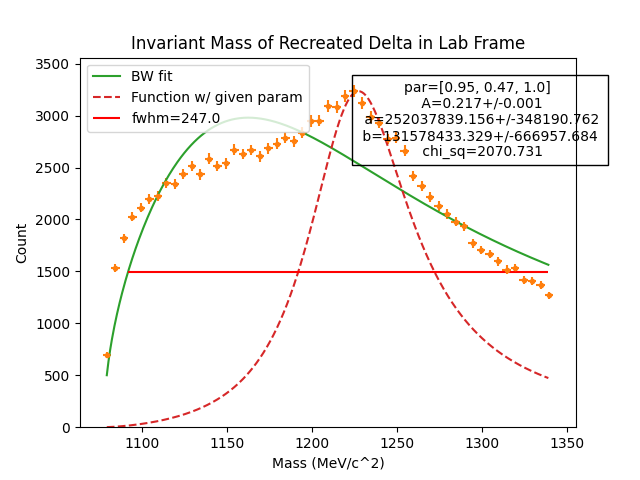 Invariant Mass of Recreated Delta in Lab Frame
BW fit
Function w/ given param
fwhm=247.0
par=[0.95, 0.47, 1.0]
A=0.217+/-0.001
a=252037839.156+/-348190.762
b=131578433.329+/-666957.684
chi_sq=2070.731
Count
3500
3000
2500
2000
1500
1000
500
0
1100
1150
1200
1250
1300
1350
Mass (MeV/c^2)